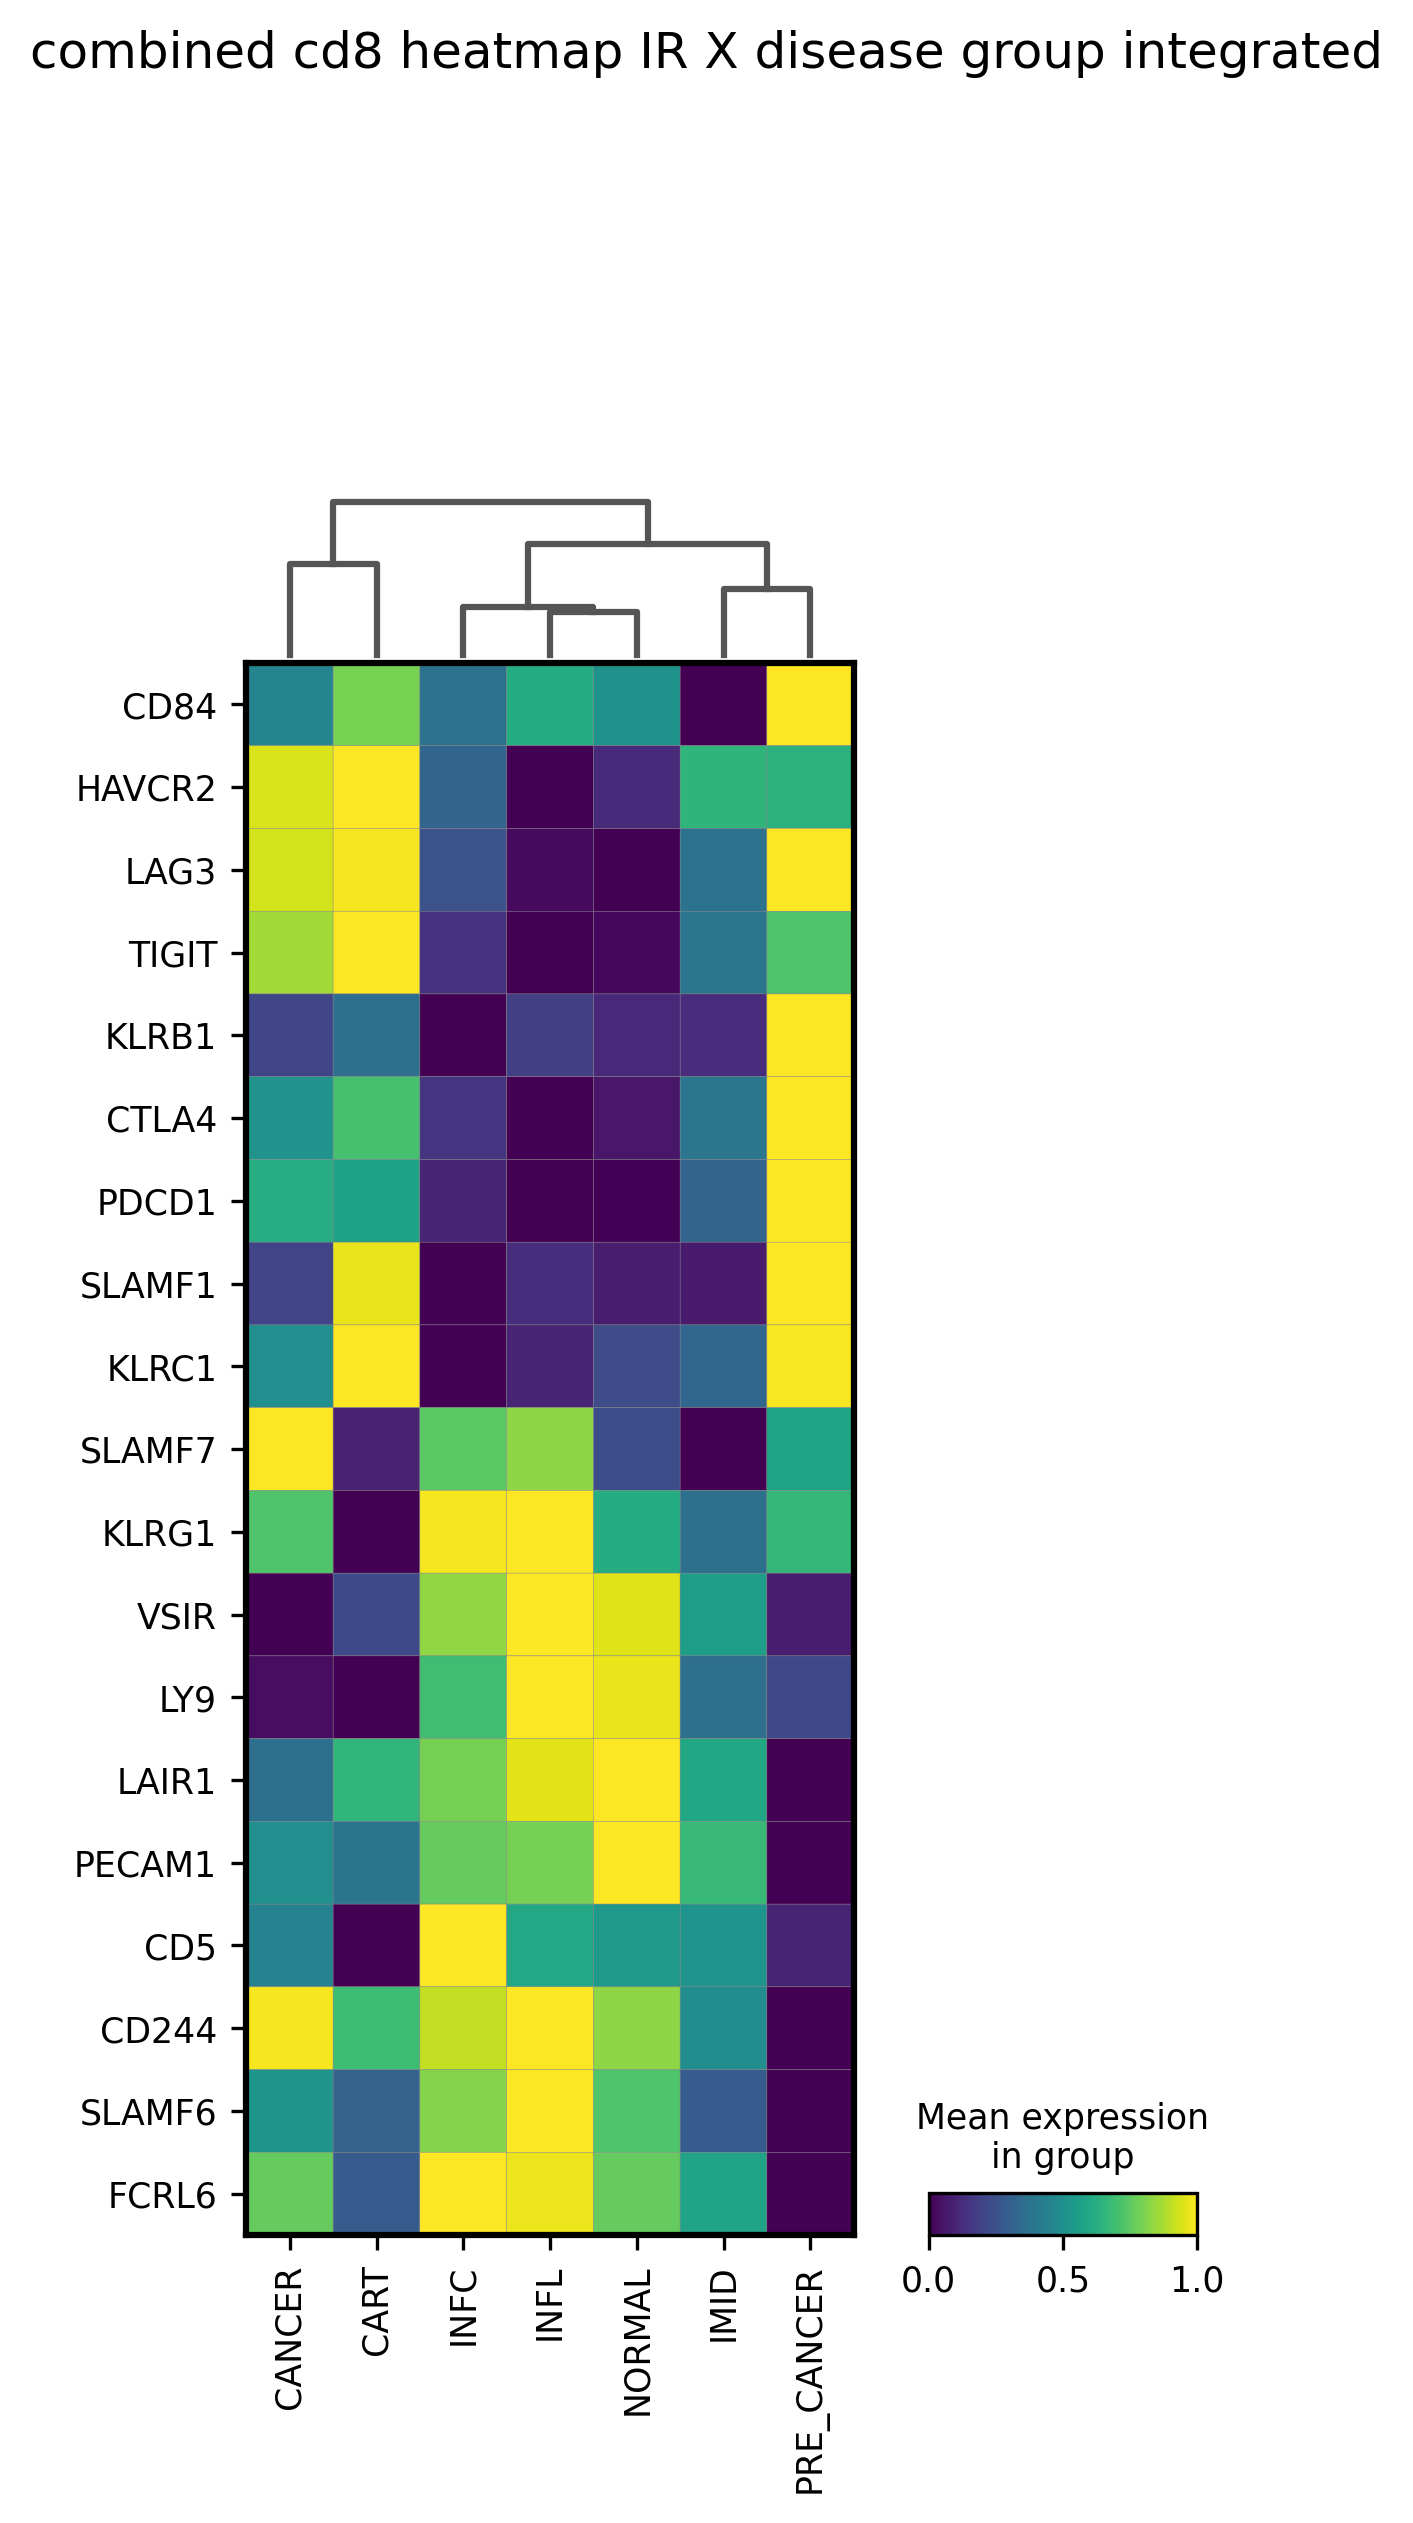 combined cd8 heatmap IR X disease group integrated
CD84
HAVCR2
LAG3
TIGIT
KLRB1
CTLA4
PDCD1
SLAMF1
KLRC1
SLAMF7
KLRG1
VSIR
LY9
LAIR1
PECAM1
CD5
CD244
SLAMF6
FCRL6
CANCER
CART
INFC
INFL
NORMAL
IMID
PRE_CANCER
Mean expression
in group
0.0 0.5 1.0